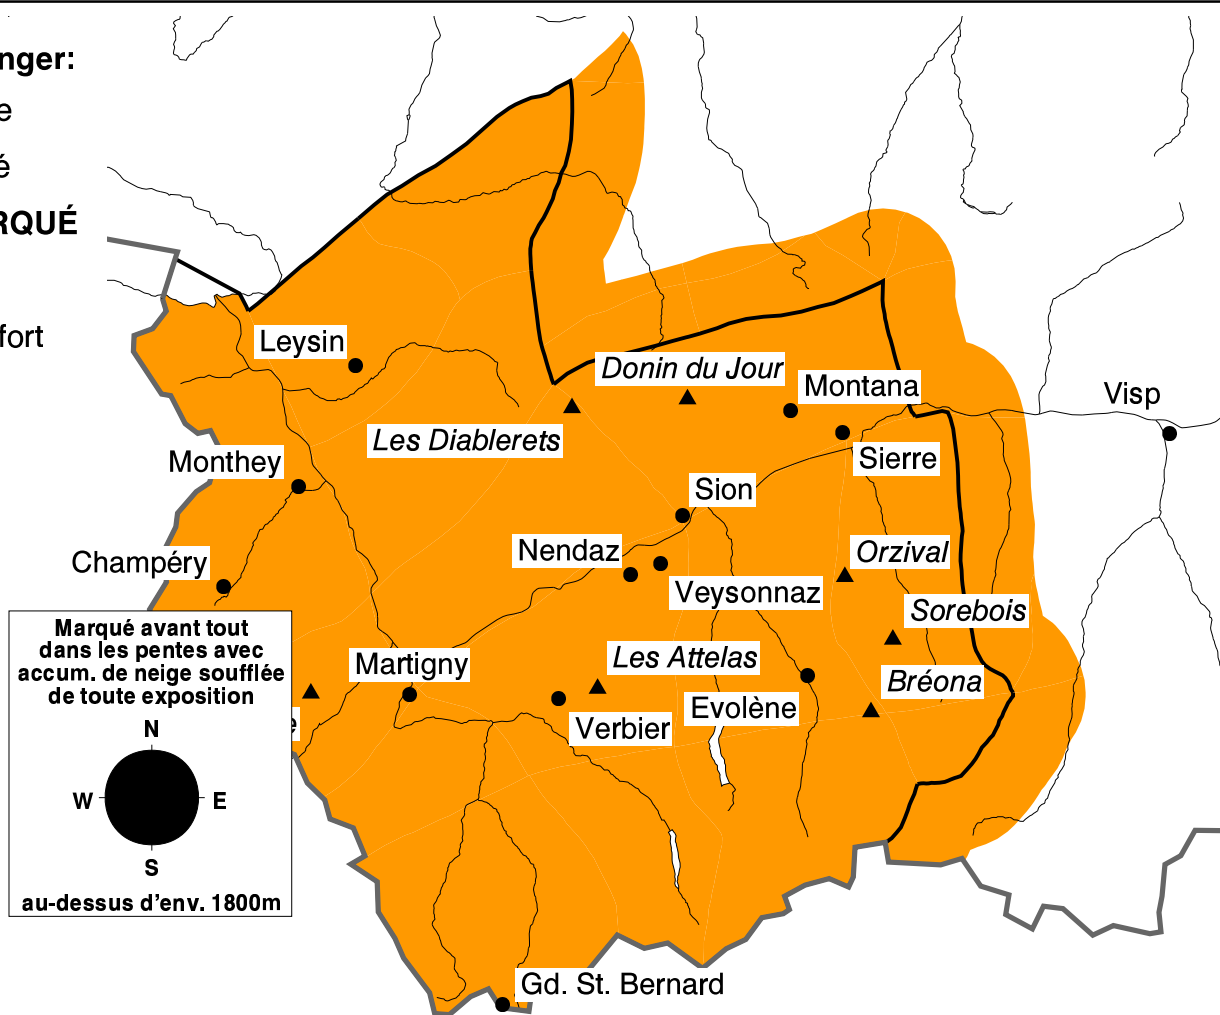 nger:
e
é
RQUÉ
fort
Leysin
Donin du Jour
Montana
Visp
Les Diablerets
Sierre
Monthey
Sion
Nendaz
Orzival
Champéry
Veysonnaz
Sorebois
Marqué avant tout
dans les pentes avec
accum. de neige soufflée
de toute exposition
Martigny
Les Attelas
Bréona
Evolène
e
Verbier
N
W E
S
au-dessus d'env. 1800m
Gd. St. Bernard